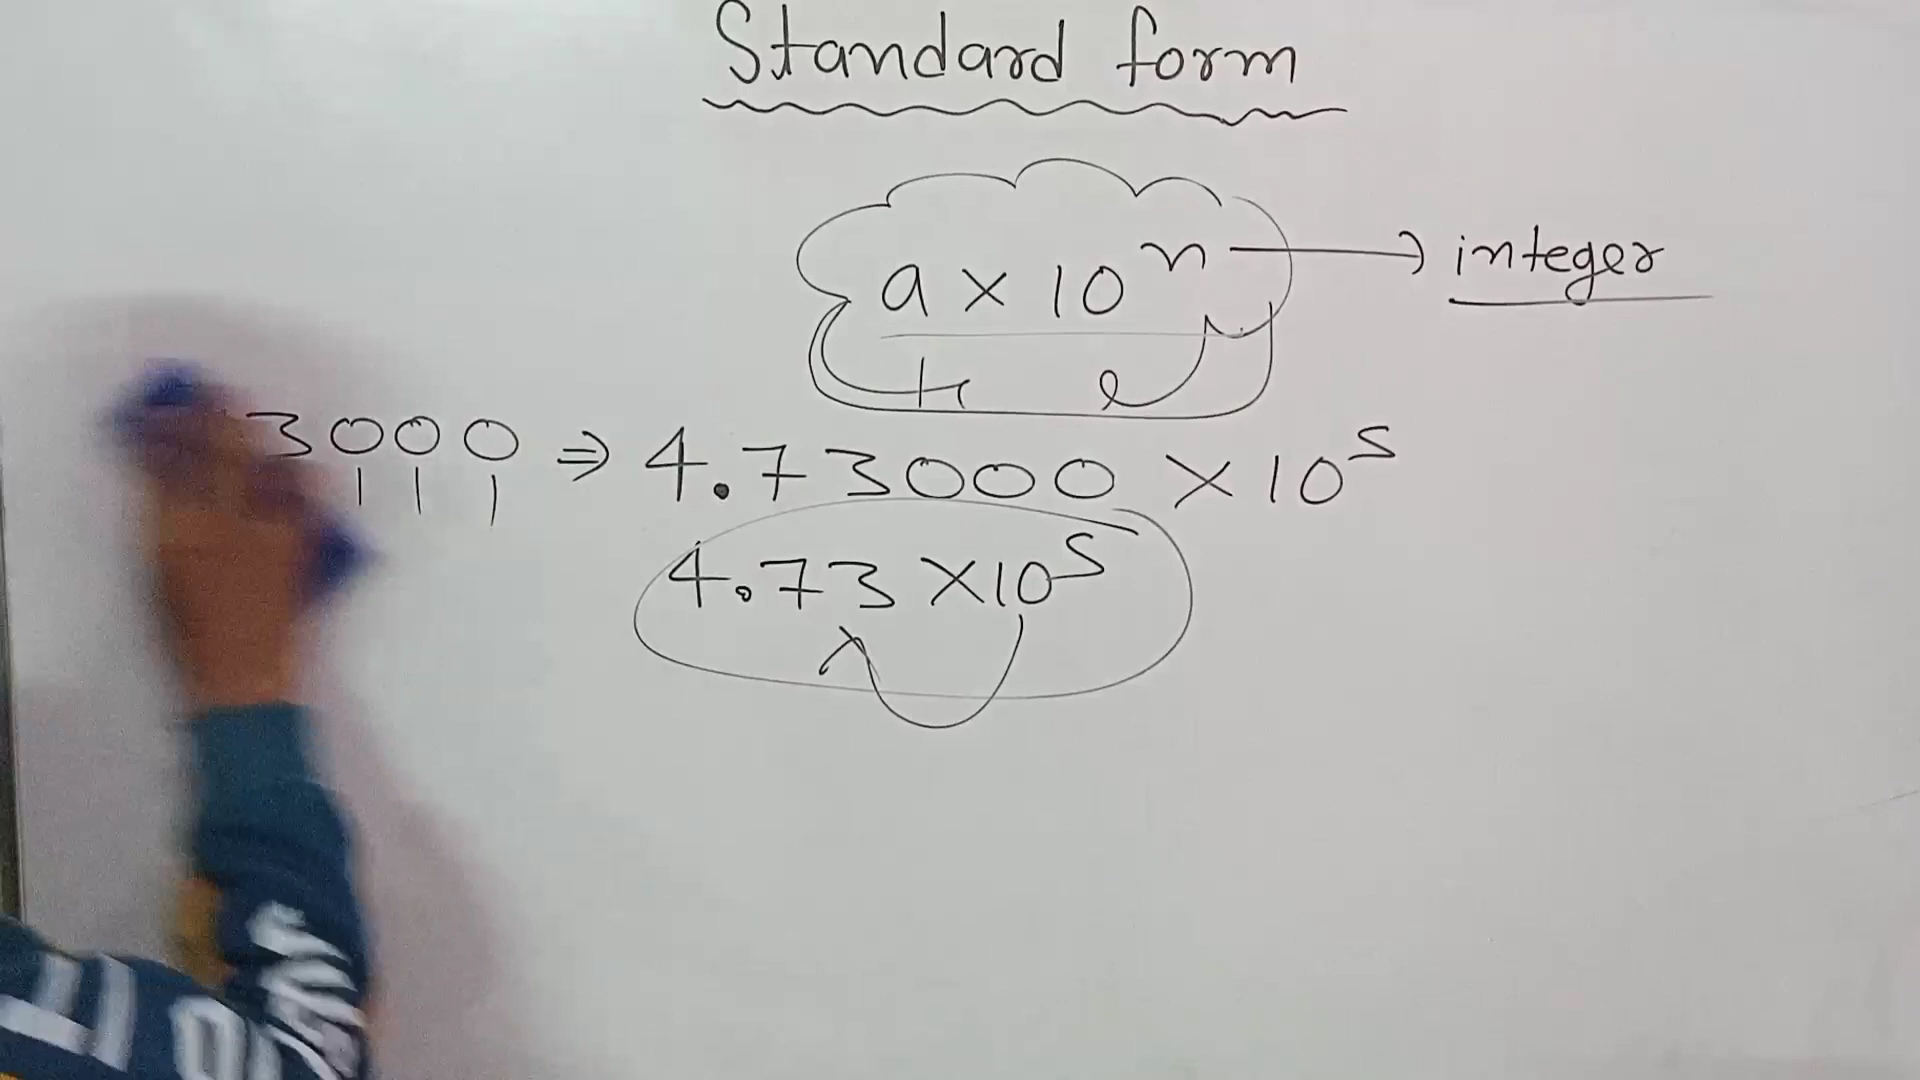 Standard form
a × 10ⁿ → integer
3000 ⇒ 4.73000 × 10⁵
4.73 × 10⁵